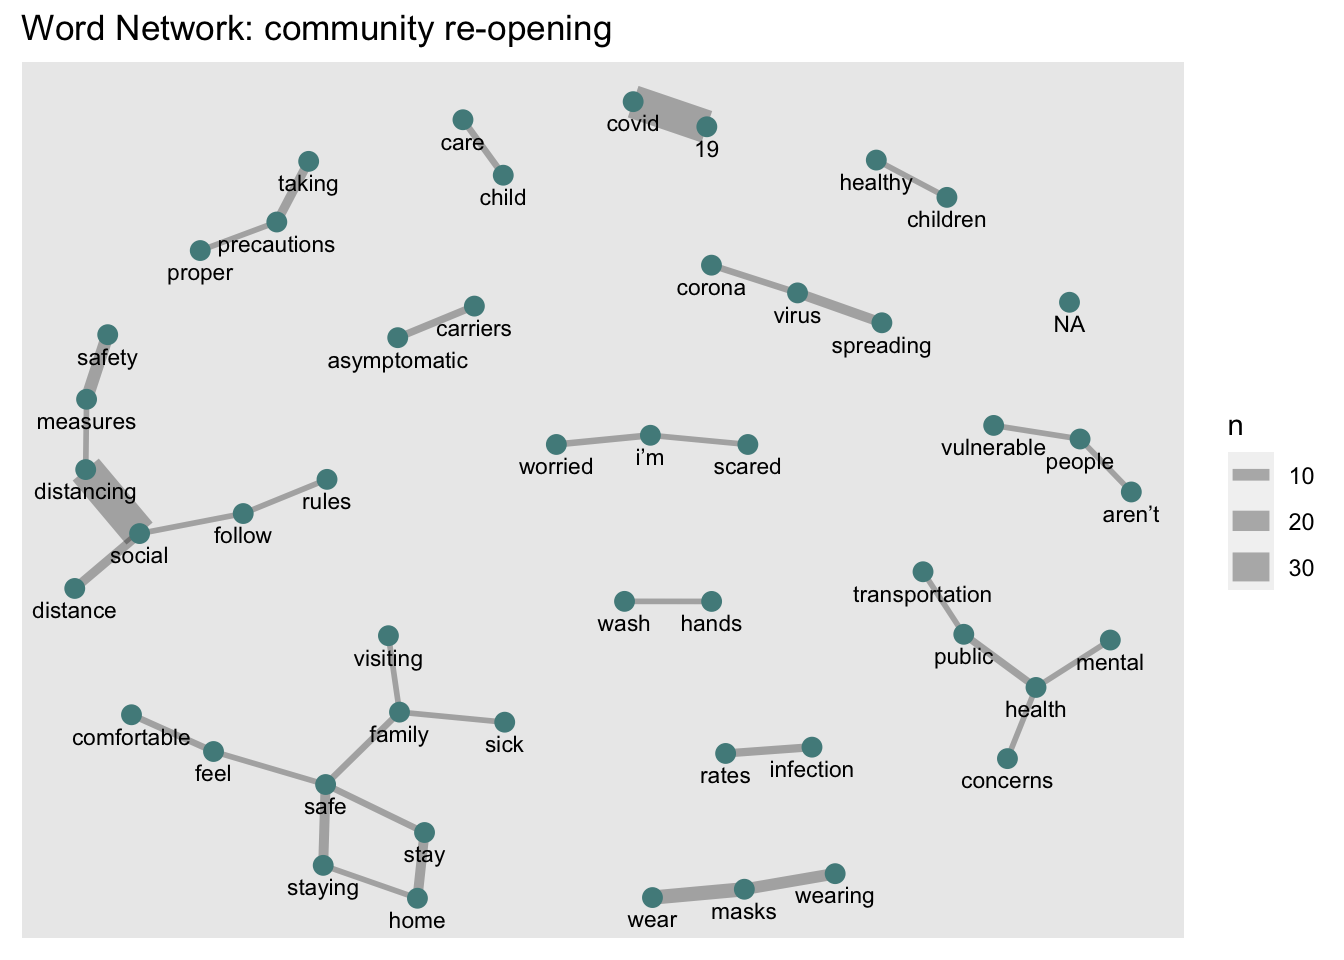 Word Network: community re-opening
covid
care
19
taking
child
healthy
children
precautions
proper
corona
virus
NA
carriers
spreading
asymptomatic
safety
measures
vulnerable
people
worried
i’m
scared
distancing
rules
aren’t
follow
social
distance
transportation
wash
hands
public
mental
visiting
health
family
comfortable
sick
feel
rates
infection
concerns
safe
stay
staying
wearing
home
wear
masks
n
10
20
30